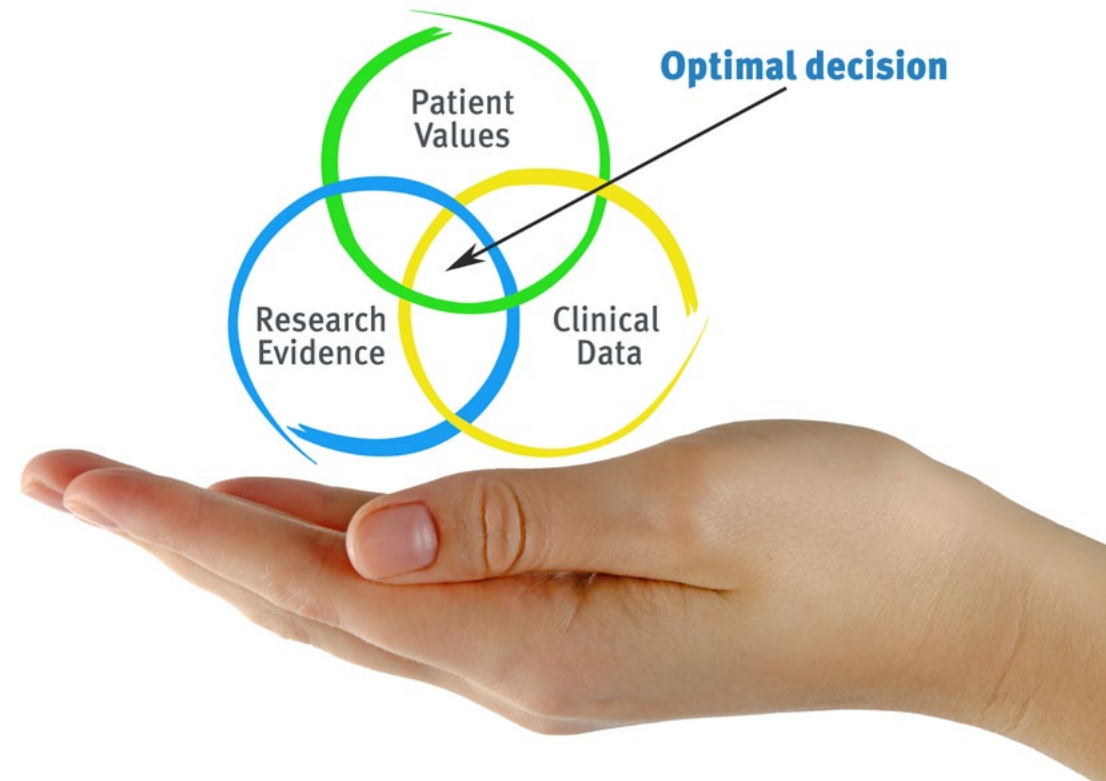 Optimal decision
Patient
Values
Research
Evidence
Clinical
Data